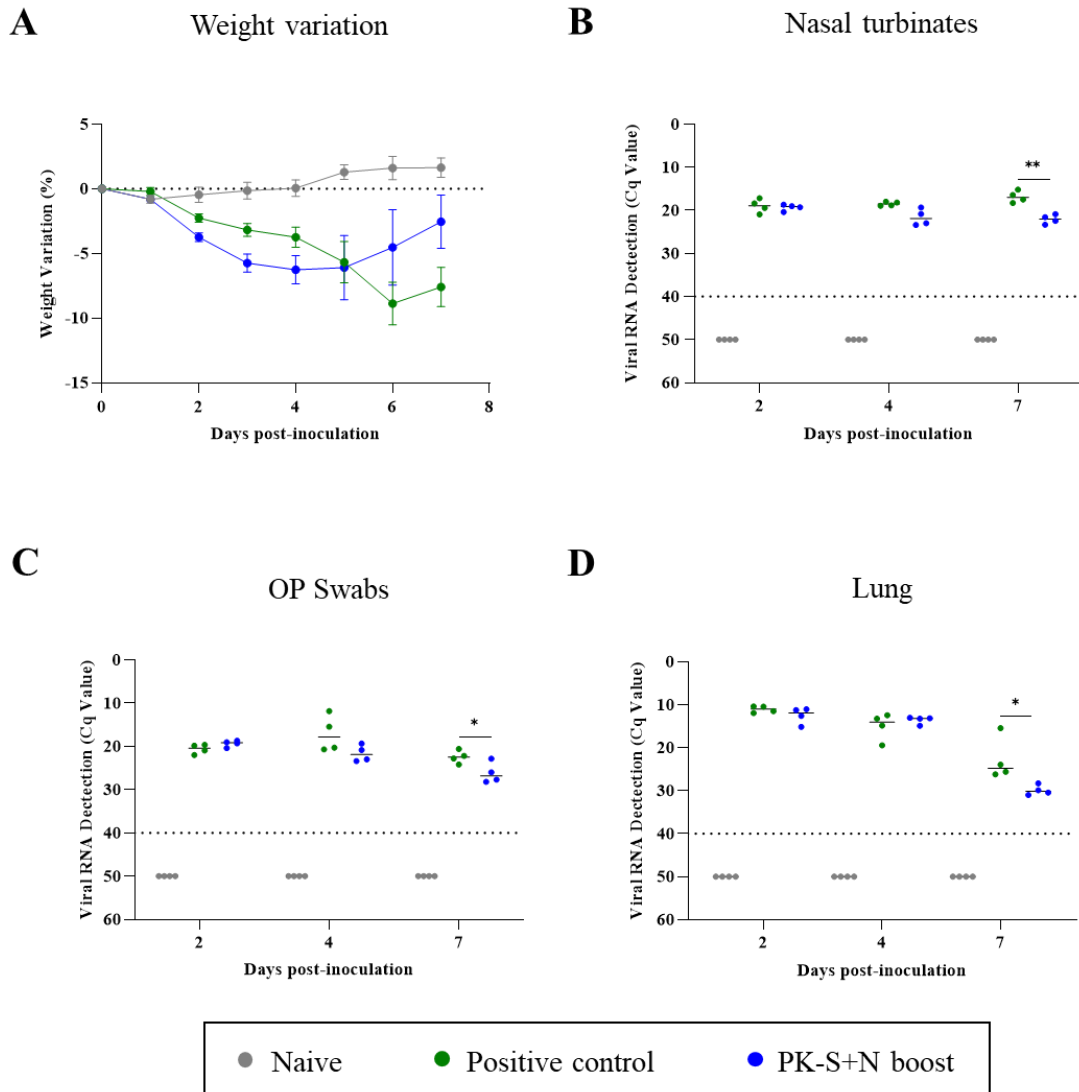 A
Weight variation
5
0
-5
-10
-15
Weight Variation (%)
0
2
4
6
8
Days post-inoculation
B
Nasal turbinates
0
10
20
30
40
50
60
Viral RNA Dectection (Cq Value)
**
2
4
7
Days post-inoculation
C
OP Swabs
0
10
20
30
40
50
60
Viral RNA Dectection (Cq Value)
*
2
4
7
Days post-inoculation
D
Lung
0
10
20
30
40
50
60
Viral RNA Dectection (Cq Value)
*
2
4
7
Days post-inoculation
Naive
Positive control
PK-S+N boost